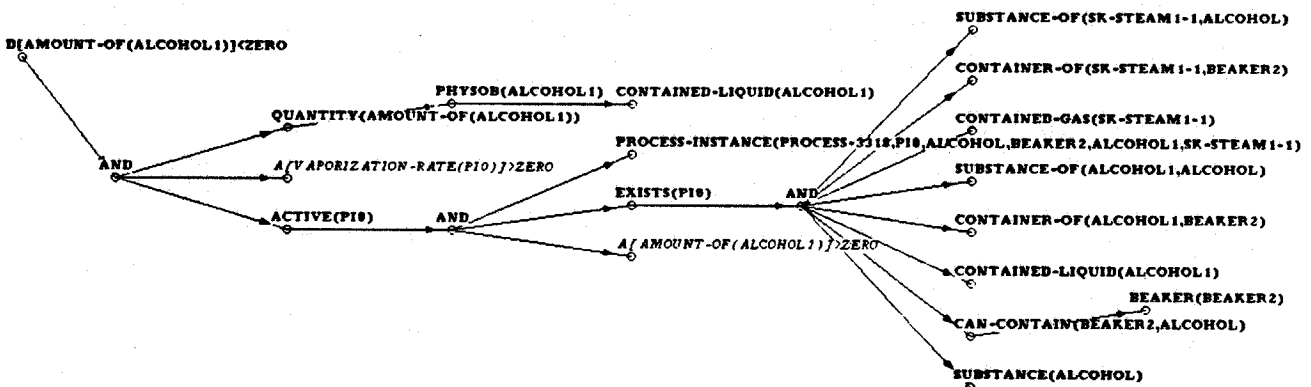 SUBSTANCE-OF(SK-STEAM1-1,ALCOHOL)
D[AMOUNT-OF(ALCOHOL1)]<ZERO
CONTAINER-OF(SK-STEAM1-1,BEAKER2)
PHYSOB(ALCOHOL1) CONTAINED-LIQUID(ALCOHOL1)
QUANTITY(AMOUNT-OF(ALCOHOL1))
CONTAINED-GAS(SK-STEAM1-1)
PROCESS-INSTANCE(PROCESS-3318,PI0,ALCOHOL,BEAKER2,ALCOHOL1,SK-STEAM1-1)
AND
A[VAPORIZATION-RATE(PI0)]>ZERO
SUBSTANCE-OF(ALCOHOL1,ALCOHOL)
EXISTS(PI0)
AND
ACTIVE(PI0)
AND
CONTAINER-OF(ALCOHOL1,BEAKER2)
A[AMOUNT-OF(ALCOHOL1)]>ZERO
CONTAINED-LIQUID(ALCOHOL1)
BEAKER(BEAKER2)
CAN-CONTAIN(BEAKER2,ALCOHOL)
SUBSTANCE(ALCOHOL)